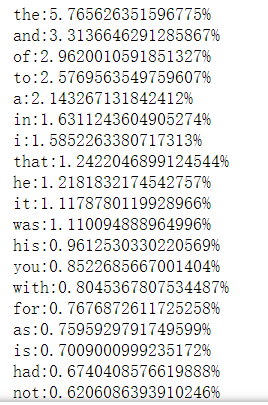 the:5.765626351596775%
and:3.3136646291285867%
of:2.9620010591851327%
to:2.5769563549759607%
a:2.143267131842412%
in:1.6311243604905274%
i:1.5852263380717313%
that:1.2422046899124544%
he:1.2181832174542757%
it:1.1178780119928966%
was:1.110094888964996%
his:0.9612530330220569%
you:0.8522685667001404%
with:0.8045367807534487%
for:0.7676872611725258%
as:0.7595929791749599%
is:0.7009000999235172%
had:0.6740408576619888%
not:0.6206086393910246%